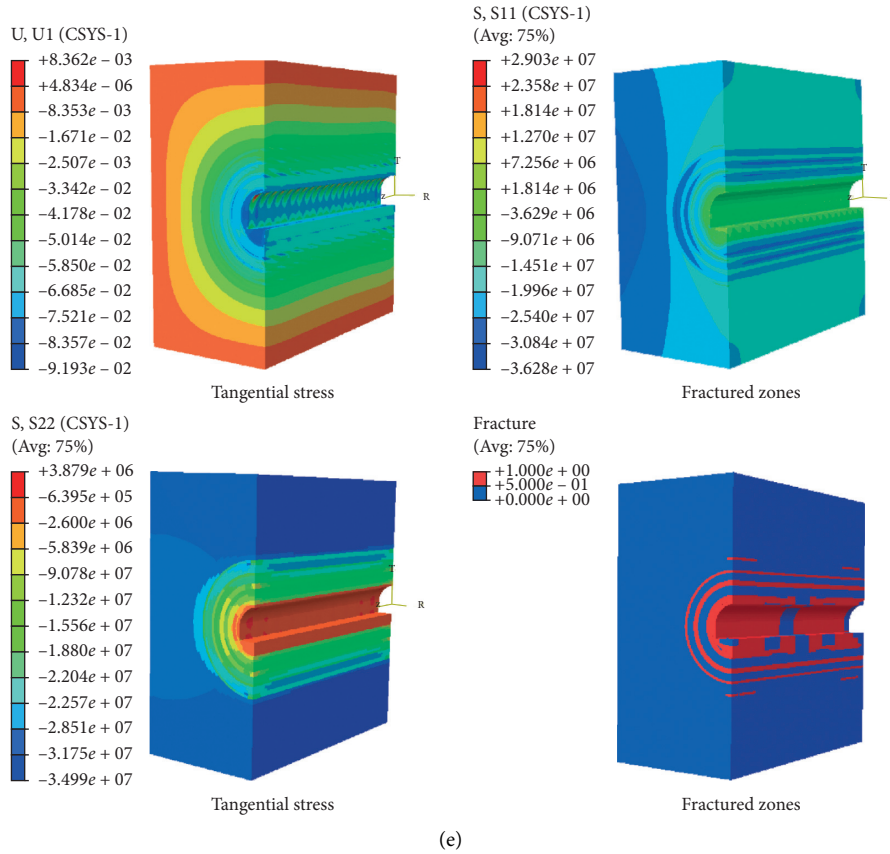 U, U1 (CSYS-1)
+8.362e – 03
+4.834e – 06
–8.353e – 03
–1.671e – 02
–2.507e – 03
–3.342e – 02
–4.178e – 02
–5.014e – 02
–5.850e – 02
–6.685e – 02
–7.521e – 02
–8.357e – 02
–9.193e – 02
T
Z
R
Tangential stress
S, S11 (CSYS-1)
(Avg: 75%)
+2.903e + 07
+2.358e + 07
+1.814e + 07
+1.270e + 07
+7.256e + 06
+1.814e + 06
–3.629e + 06
–9.071e + 06
–1.451e + 07
–1.996e + 07
–2.540e + 07
–3.084e + 07
–3.628e + 07
T
Z
Fractured zones
S, S22 (CSYS-1)
(Avg: 75%)
+3.879e + 06
–6.395e + 05
–2.600e + 06
–5.839e + 06
–9.078e + 07
–1.232e + 07
–1.556e + 07
–1.880e + 07
–2.204e + 07
–2.257e + 07
–2.851e + 07
–3.175e + 07
–3.499e + 07
T
Z
R
Tangential stress
Fracture
(Avg: 75%)
+1.000e + 00
+5.000e – 01
+0.000e + 00
Fractured zones
(e)